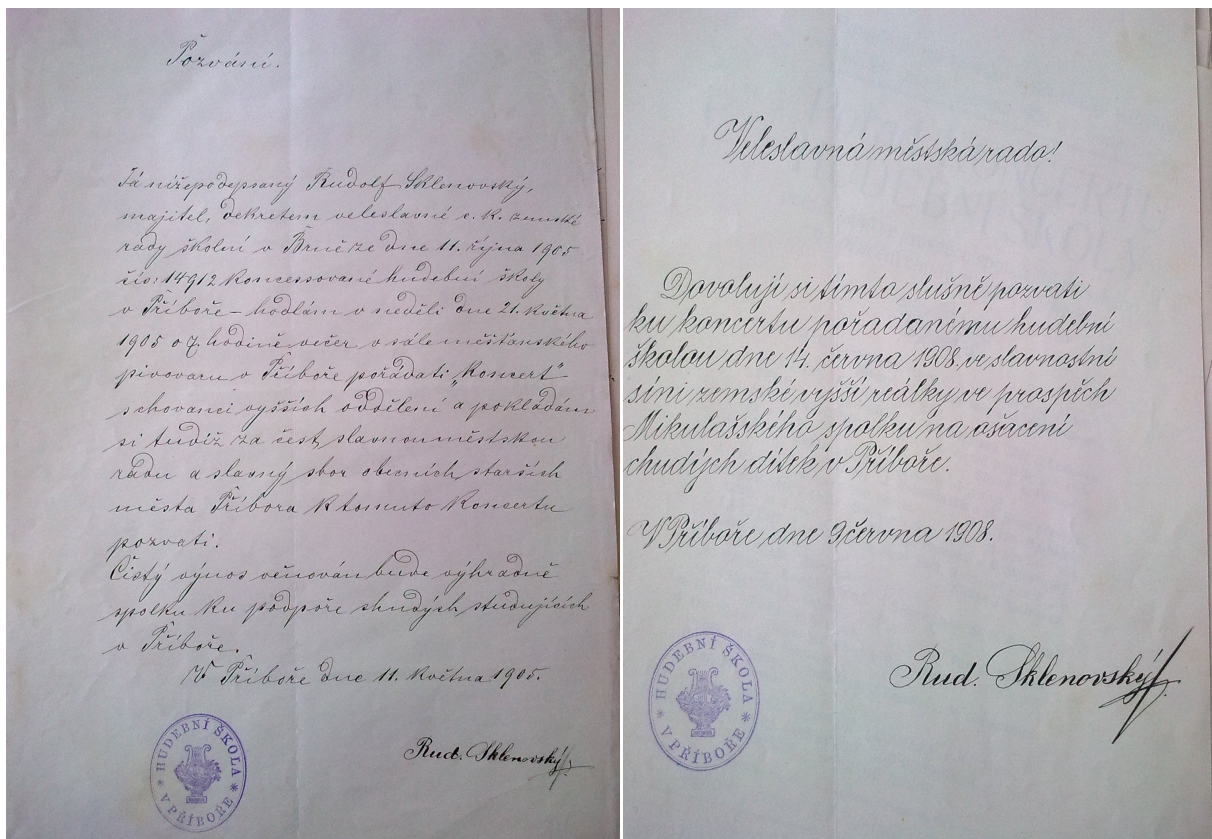 Pozvání.
Já nížepodepsaný Rudolf Sklenovský,
majitel, dekretem veleslavné c. k. zemské
rady školní v Brně ze dne 11. října 1905
čís: 14912 koncessované hudební školy
v Příboře – hodlám v neděli dne 21. května
1905 o 7. hodině večer v sále měšťanského
pivovaru v Příboře pořádati „Koncert“
s chovanci vyšších oddělení a pokládám
si tudíž za čest, slavnou městskou
radu a slavný sbor obecních starších
města Příbora k tomuto koncertu
pozvati.
Čistý výnos věnován bude výhradně
spolku ku podpoře chudých studujících
v Příboře.
V Příboře dne 11. května 1905.
Rud. Sklenovský
HUDEBNÍ ŠKOLA
V PŘÍBOŘE
Veleslavná městská rado!
Dovoluji si tímto slušně pozvati
ku koncertu pořádanému hudební
školou dne 14. června 1908. ve slavnostní
síni zemské vyšší reálky ve prospěch
Mikulašského spolku na ošacení
chudých dítek v Příboře.
V Příboře dne 9 června 1908.
Rud. Sklenovský
HUDEBNÍ ŠKOLA
V PŘÍBOŘE